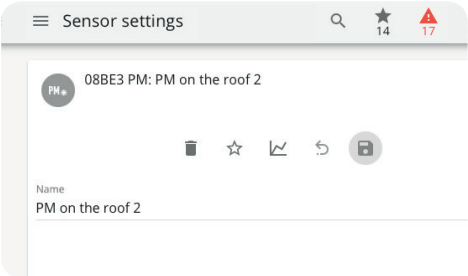 Sensor settings
14
17
PM*
08BE3 PM: PM on the roof 2
Name
PM on the roof 2